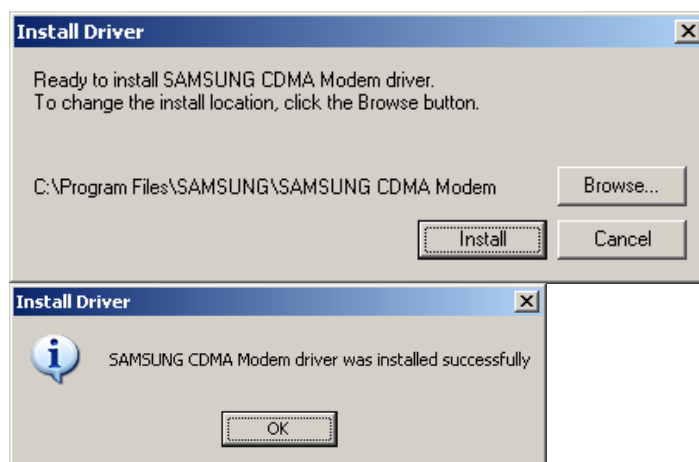 Install Driver
Ready to install SAMSUNG CDMA Modem driver.
To change the install location, click the Browse button.
C:\Program Files\SAMSUNG\SAMSUNG CDMA Modem
Browse...
Install
Cancel
Install Driver
SAMSUNG CDMA Modem driver was installed successfully
OK